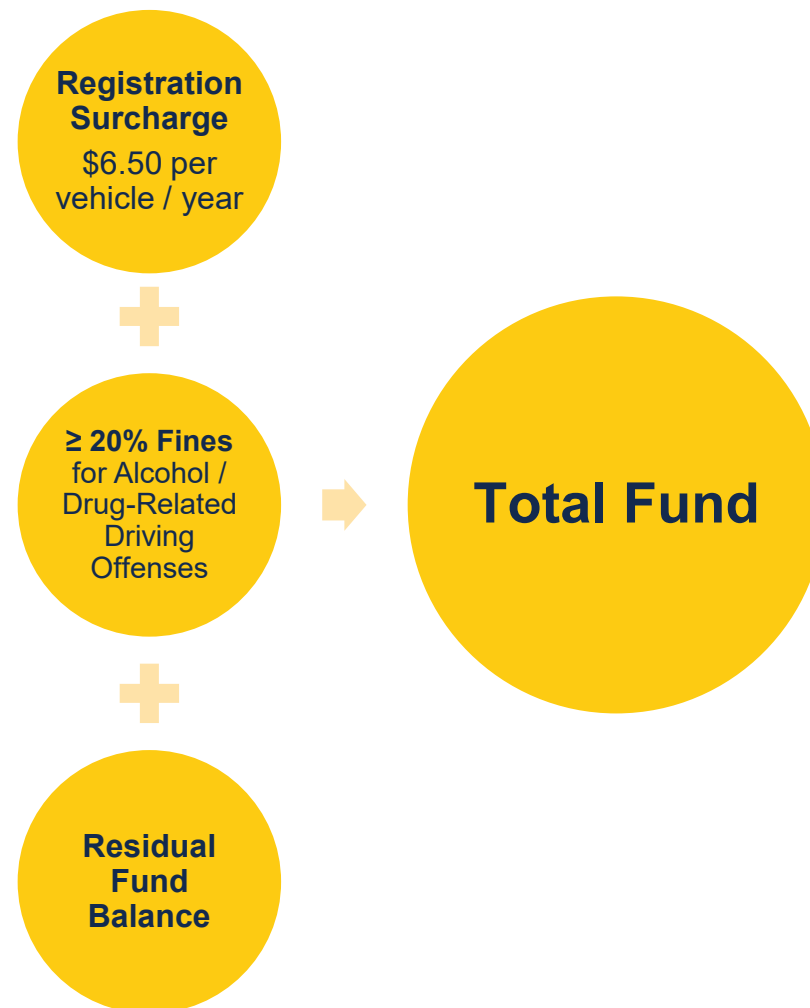 Registration
Surcharge
$6.50 per
vehicle / year
≥ 20% Fines
for Alcohol /
Drug-Related
Driving
Offenses
Total Fund
Residual
Fund
Balance